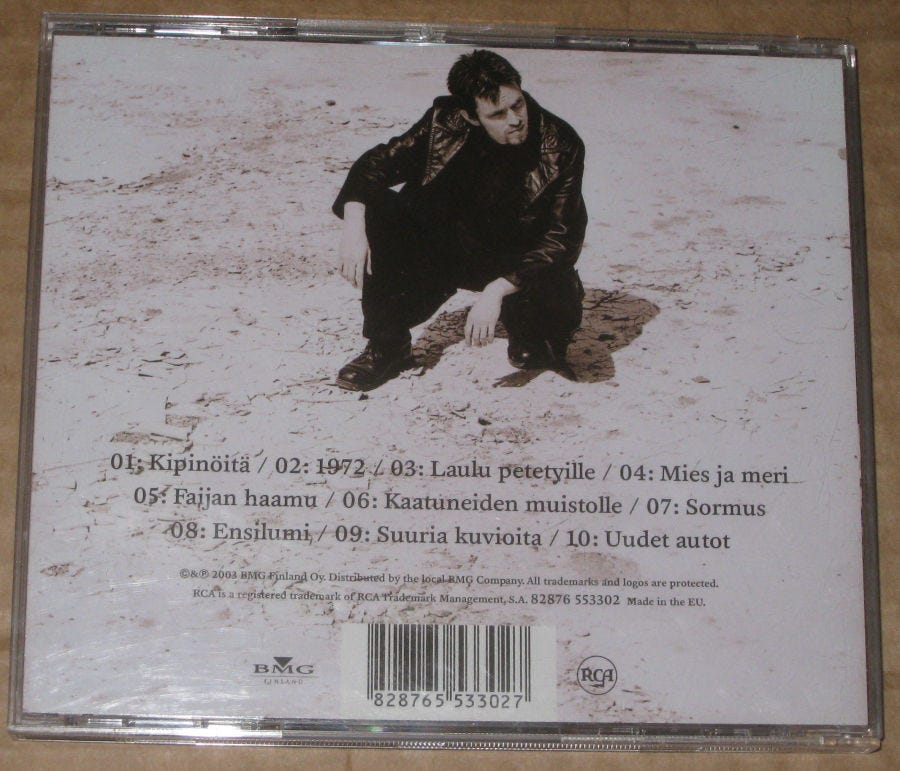 01: Kipinöitä / 02: 1972 / 03: Laulu petetyille / 04: Mies ja meri
05: Faijan haamu / 06: Kaatuneiden muistolle / 07: Sormus
08: Ensilumi / 09: Suuria kuvioita / 10: Uudet autot
©&℗ 2003 BMG Finland Oy. Distributed by the local BMG Company. All trademarks and logos are protected.
RCA is a registered trademark of RCA Trademark Management, S.A. 82876 553302 Made in the EU.
BMG
FINLAND
828765 533027
RCA